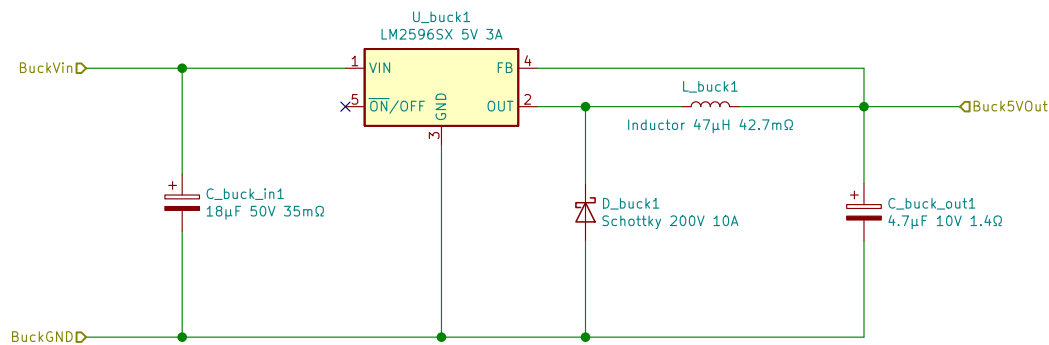 U_buck1
LM2596SX 5V 3A
BuckVin
1
VIN
FB
4
5
ON/OFF
GND
OUT
2
3
L_buck1
Inductor 47µH 42.7mΩ
Buck5VOut
+
C_buck_in1
18µF 50V 35mΩ
D_buck1
Schottky 200V 10A
+
C_buck_out1
4.7µF 10V 1.4Ω
BuckGND